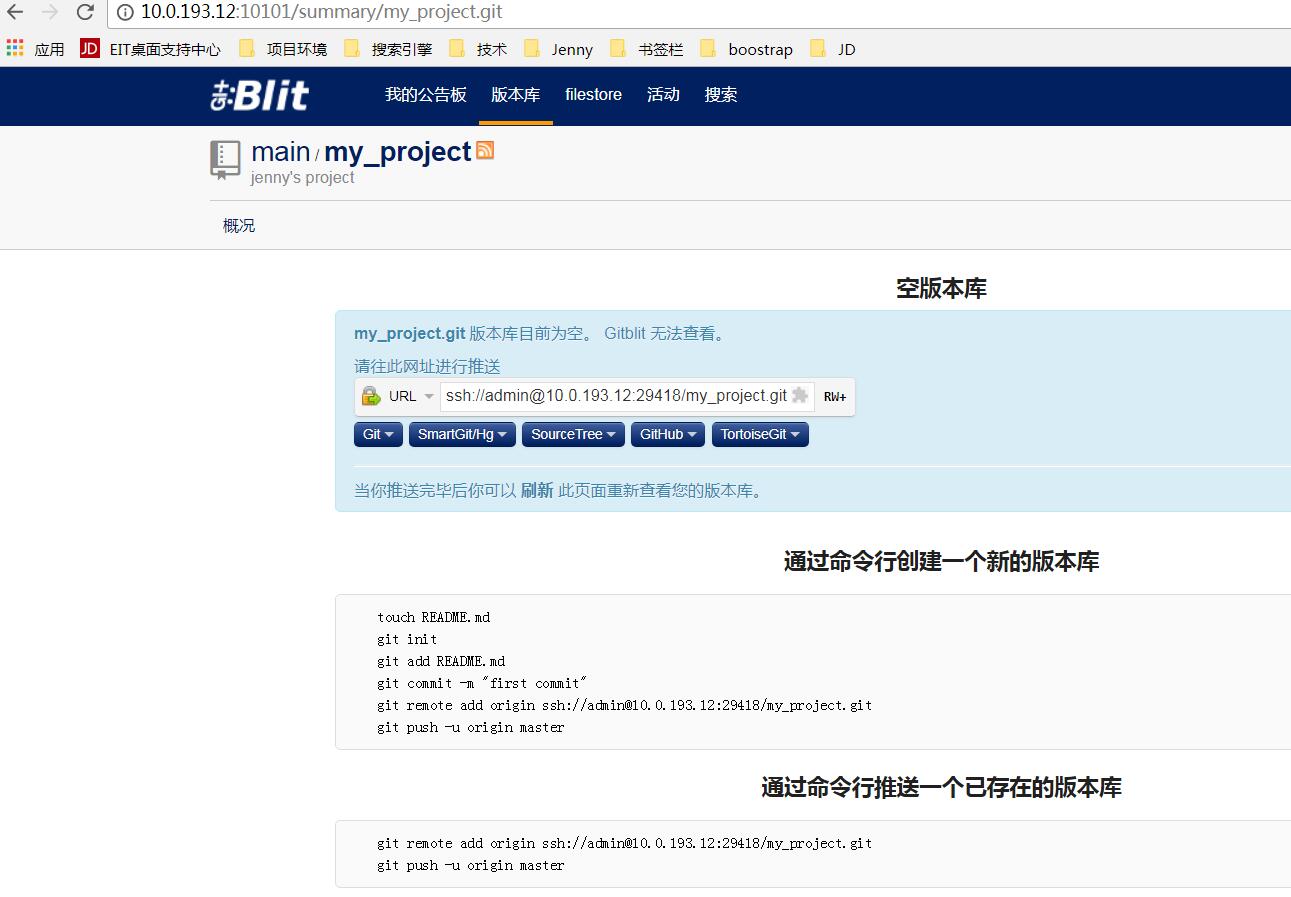 10.0.193.12:10101/summary/my_project.git
应用 JD EIT桌面支持中心 项目环境 搜索引擎 技术 Jenny 书签栏 boostrap JD
Blit 我的公告板 版本库 filestore 活动 搜索
main / my_project
jenny's project
概况
空版本库
my_project.git 版本库目前为空。 Gitblit 无法查看。
请往此网址进行推送
URL ssh://admin@10.0.193.12:29418/my_project.git RW+
Git SmartGit/Hg SourceTree GitHub TortoiseGit
当你推送完毕后你可以 刷新 此页面重新查看您的版本库。
通过命令行创建一个新的版本库
touch README.md
git init
git add README.md
git commit -m "first commit"
git remote add origin ssh://admin@10.0.193.12:29418/my_project.git
git push -u origin master
通过命令行推送一个已存在的版本库
git remote add origin ssh://admin@10.0.193.12:29418/my_project.git
git push -u origin master